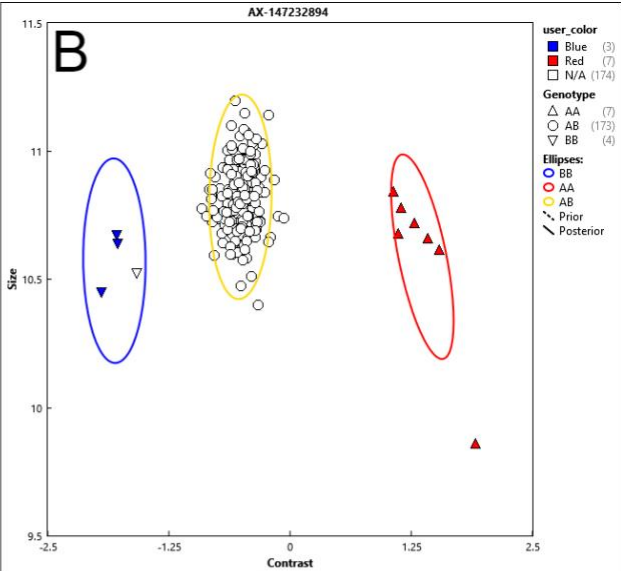 AX-147232894
B
11.5
11
10.5
10
9.5
Size
-2.5
-1.25
0
1.25
2.5
Contrast
user_color
Blue (3)
Red (7)
N/A (174)
Genotype
AA (7)
AB (173)
BB (4)
Ellipses:
BB
AA
AB
Prior
Posterior